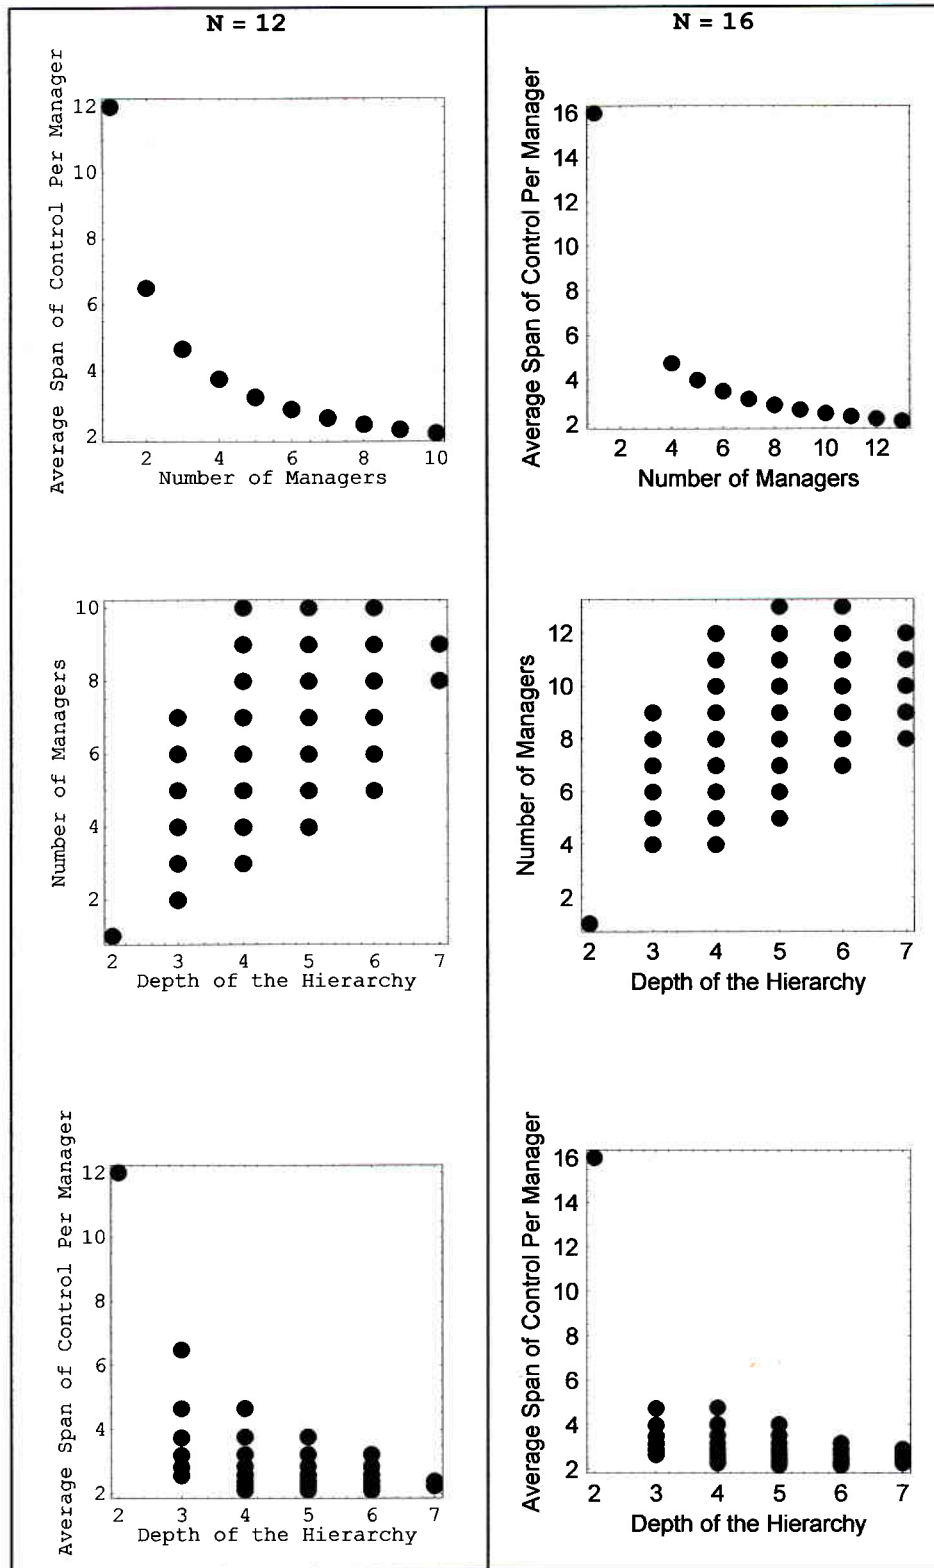 N = 12
Average Span of Control Per Manager
12
10
8
6
4
2
2 4 6 8 10
Number of Managers
Number of Managers
10
8
6
4
2
2 3 4 5 6 7
Depth of the Hierarchy
Average Span of Control Per Manager
12
10
8
6
4
2
2 3 4 5 6 7
Depth of the Hierarchy
N = 16
Average Span of Control Per Manager
16
14
12
10
8
6
4
2
2 4 6 8 10 12
Number of Managers
Number of Managers
12
10
8
6
4
2
2 3 4 5 6 7
Depth of the Hierarchy
Average Span of Control Per Manager
16
14
12
10
8
6
4
2
2 3 4 5 6 7
Depth of the Hierarchy